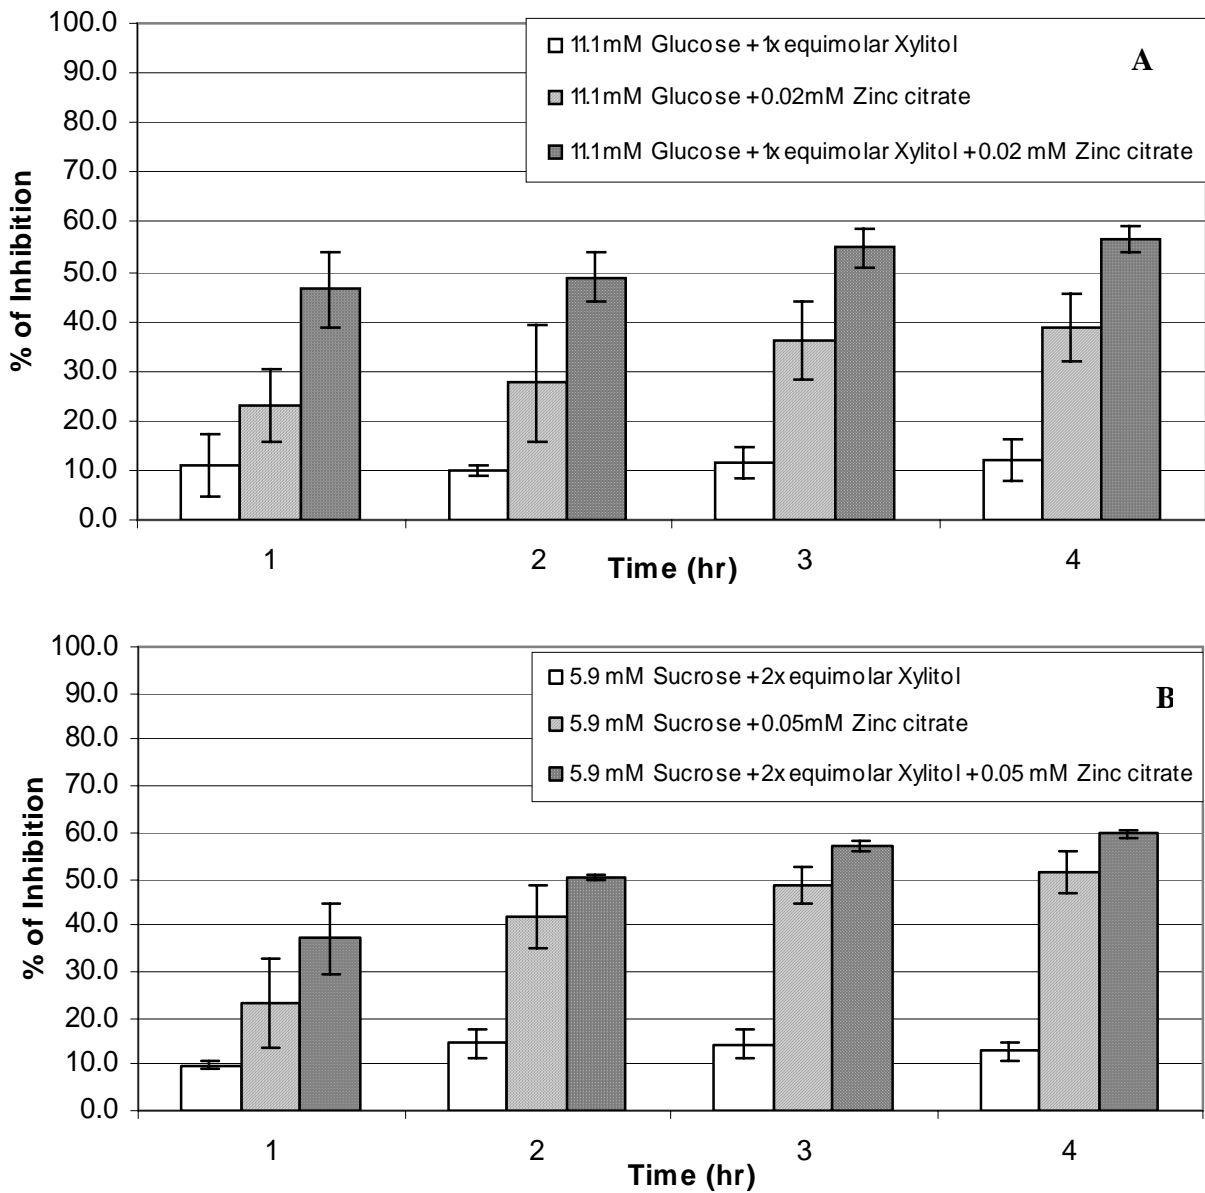 100.0
90.0
80.0
70.0
60.0
50.0
40.0
30.0
20.0
10.0
0.0
% of Inhibition
11.1mM Glucose +1x equimolar Xylitol
11.1mM Glucose +0.02mM Zinc citrate
11.1mM Glucose +1x equimolar Xylitol +0.02 mM Zinc citrate
A
1
2
3
4
Time (hr)
100.0
90.0
80.0
70.0
60.0
50.0
40.0
30.0
20.0
10.0
0.0
% of Inhibition
5.9 mM Sucrose +2x equimolar Xylitol
5.9 mM Sucrose +0.05mM Zinc citrate
5.9 mM Sucrose +2x equimolar Xylitol +0.05 mM Zinc citrate
B
1
2
3
4
Time (hr)